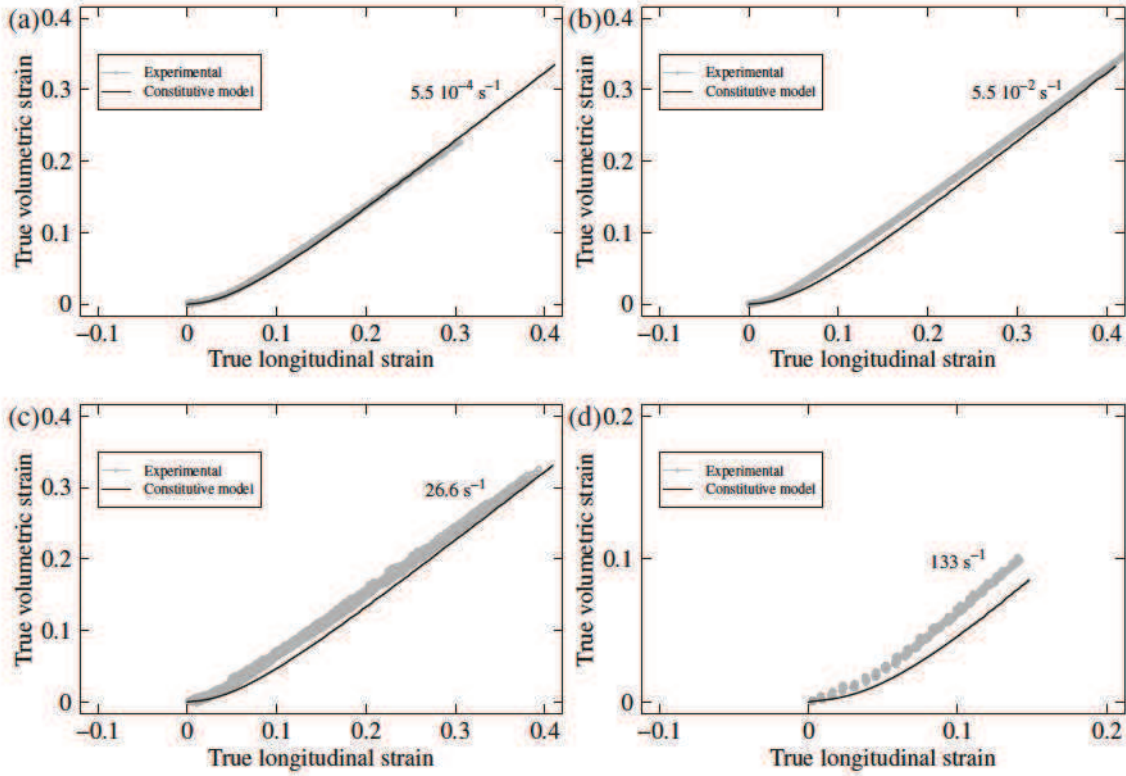 (a)
0.4
0.3
0.2
0.1
0
True volumetric strain
Experimental
Constitutive model
5.5 10⁻⁴ s⁻¹
−0.1 0 0.1 0.2 0.3 0.4
True longitudinal strain
(b)
0.4
0.3
0.2
0.1
0
True volumetric strain
Experimental
Constitutive model
5.5 10⁻² s⁻¹
−0.1 0 0.1 0.2 0.3 0.4
True longitudinal strain
(c)
0.4
0.3
0.2
0.1
0
True volumetric strain
Experimental
Constitutive model
26.6 s⁻¹
−0.1 0 0.1 0.2 0.3 0.4
True longitudinal strain
(d)
0.2
0.1
0
True volumetric strain
Experimental
Constitutive model
133 s⁻¹
−0.1 0 0.1 0.2
True longitudinal strain